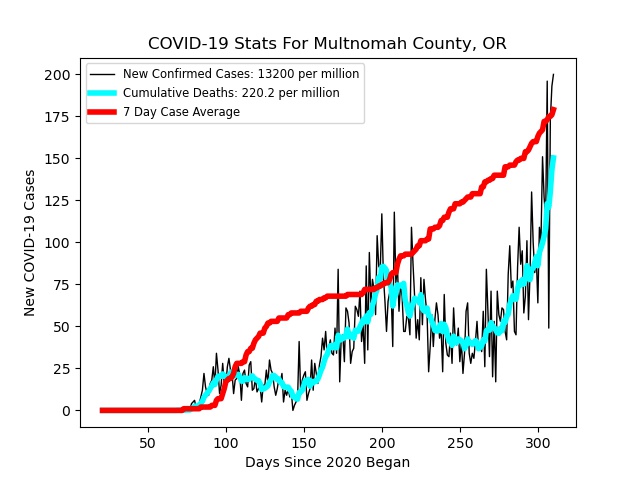 COVID-19 Stats For Multnomah County, OR
New Confirmed Cases: 13200 per million
Cumulative Deaths: 220.2 per million
7 Day Case Average
New COVID-19 Cases
200
175
150
125
100
75
50
25
0
50 100 150 200 250 300
Days Since 2020 Began